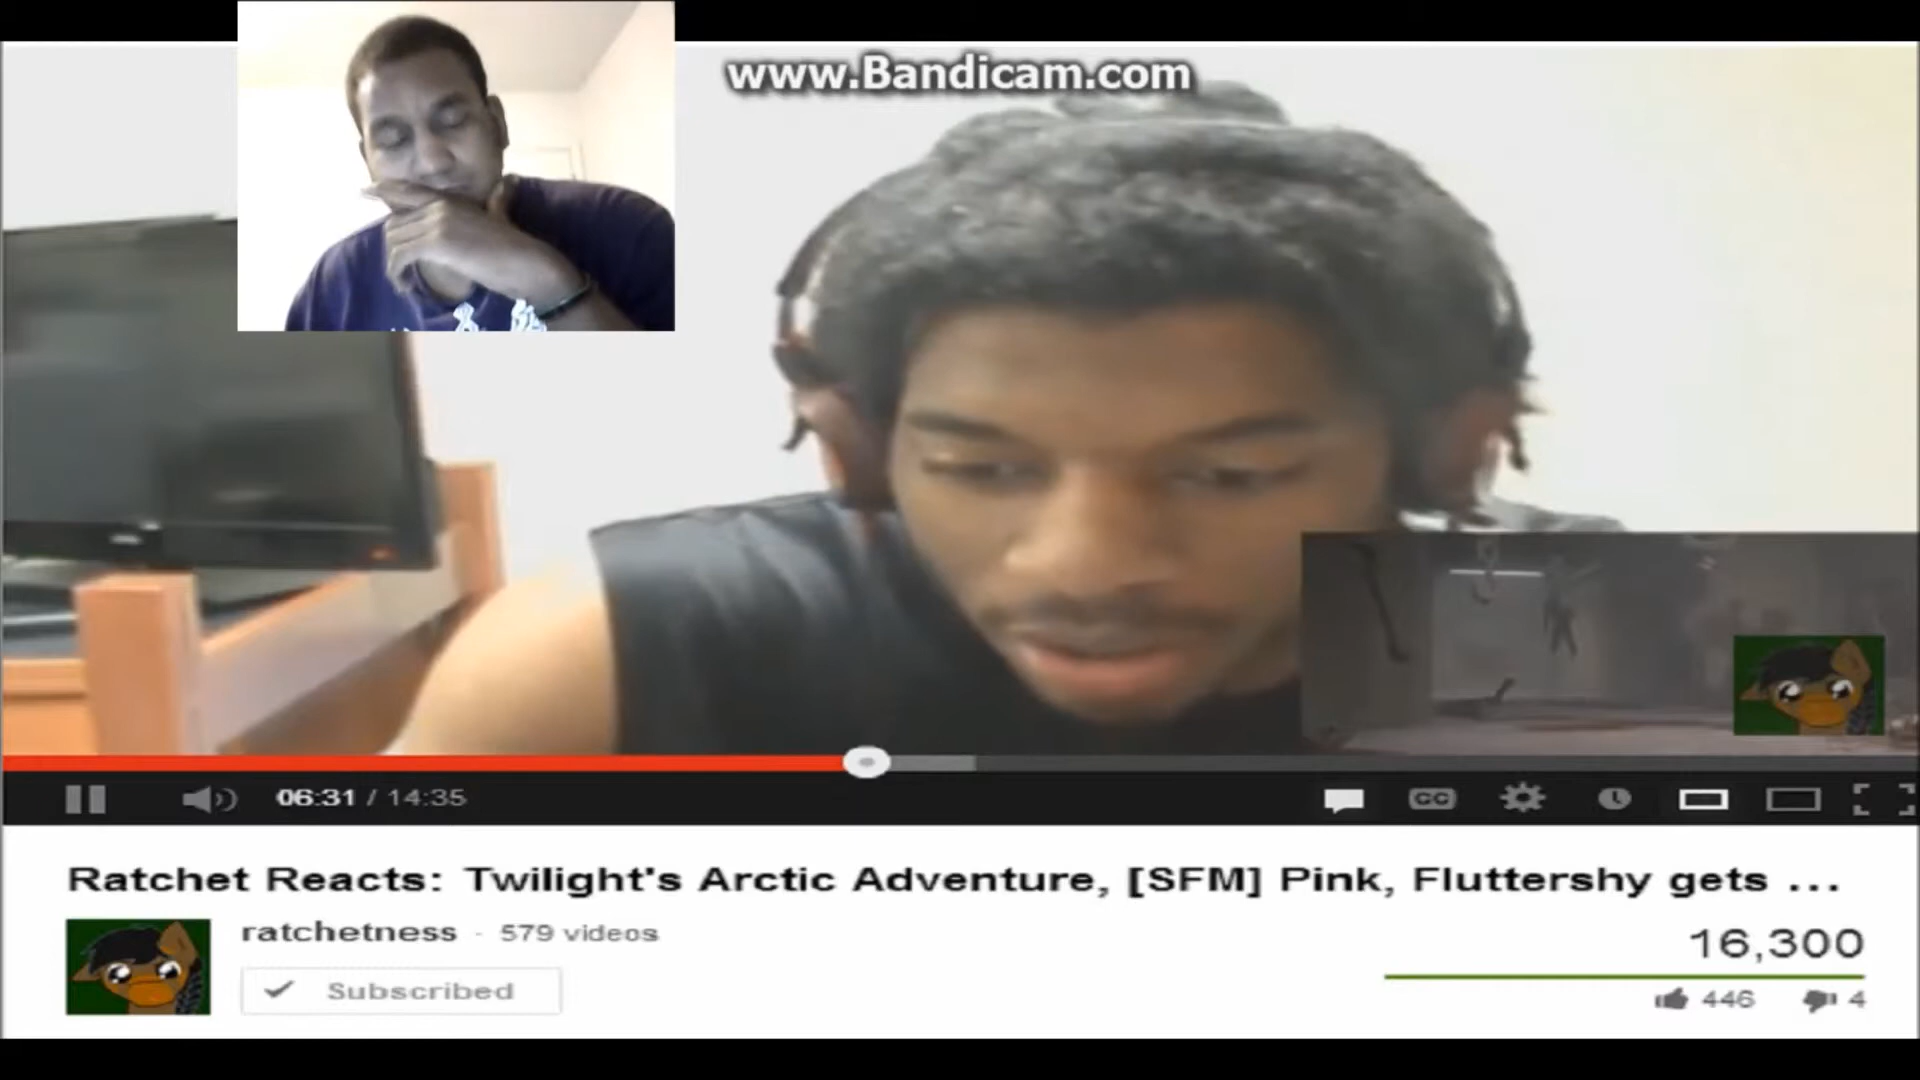 www.Bandicam.com
06:31 / 14:35
CC
Ratchet Reacts: Twilight's Arctic Adventure, [SFM] Pink, Fluttershy gets ...
ratchetness - 579 videos
16,300
Subscribed
446 4